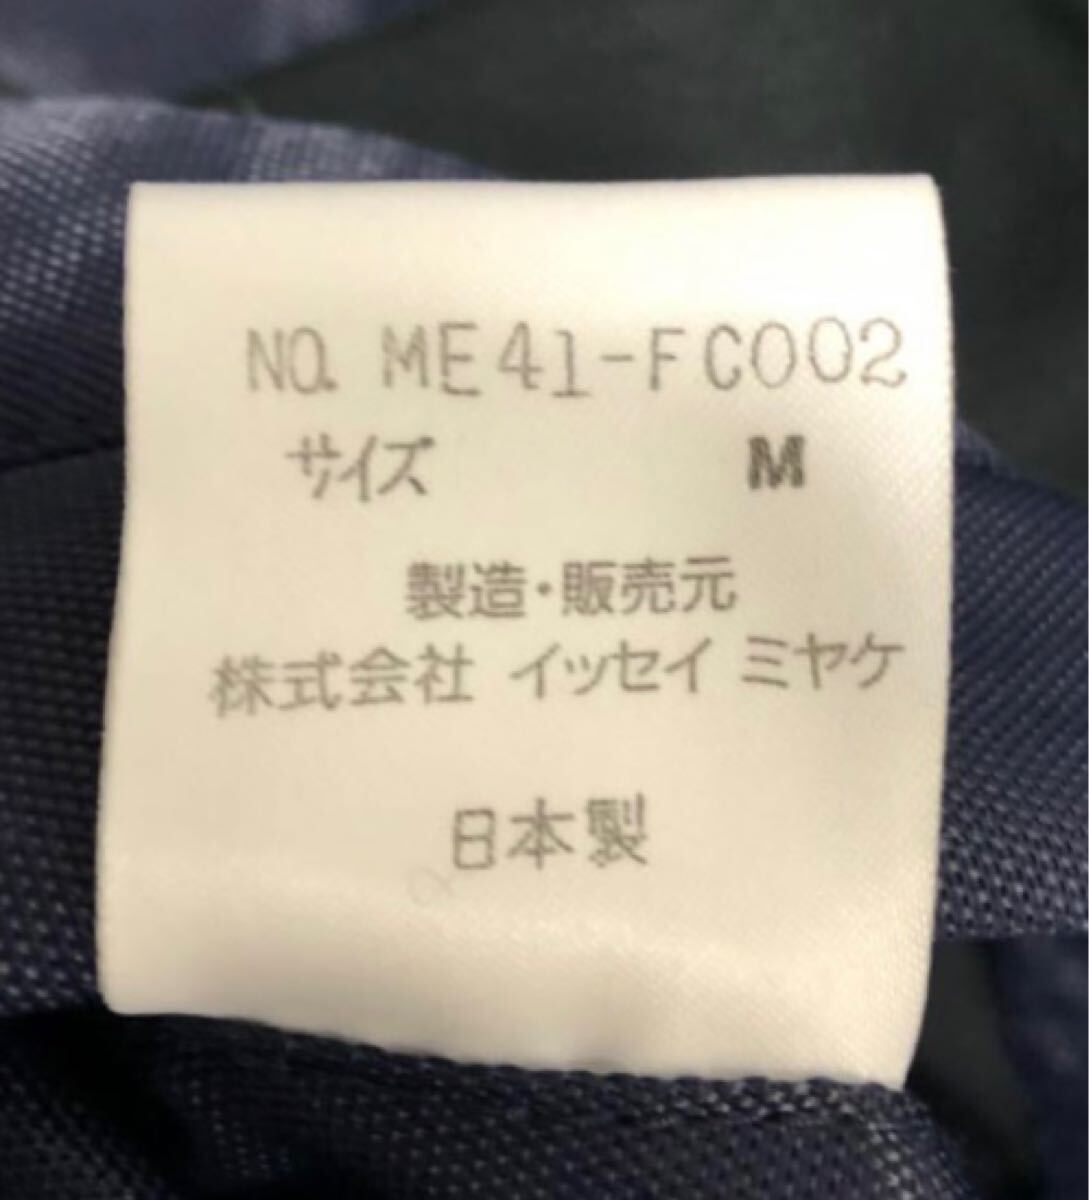 NO. ME41-FC002
サイズ M
製造・販売元
株式会社 イッセイ ミヤケ
日本製